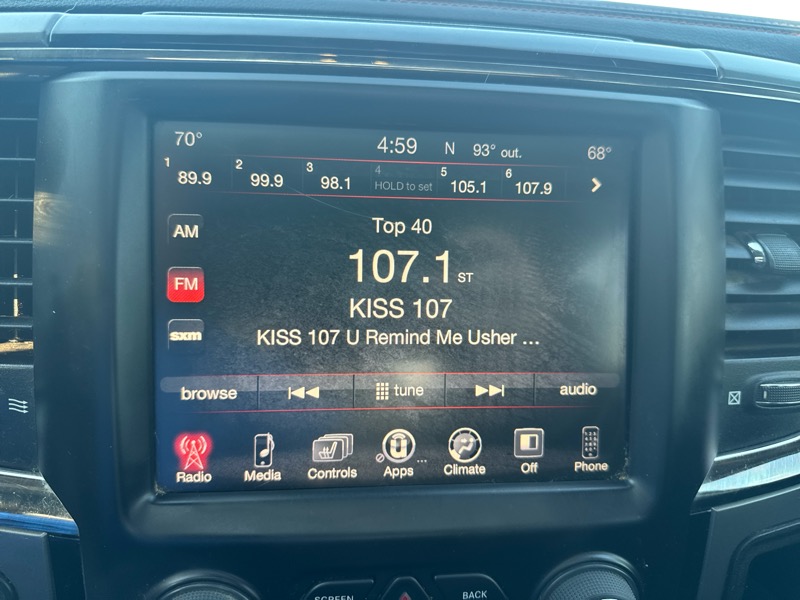 70° 4:59 N 93° out. 68°
1 89.9 2 99.9 3 98.1 4 HOLD to set 5 105.1 6 107.9
AM
Top 40
FM
107.1 ST
KISS 107
sxm
KISS 107 U Remind Me Usher ...
browse tune audio
Radio Media Controls Apps ... Climate Off Phone
SCREEN BACK